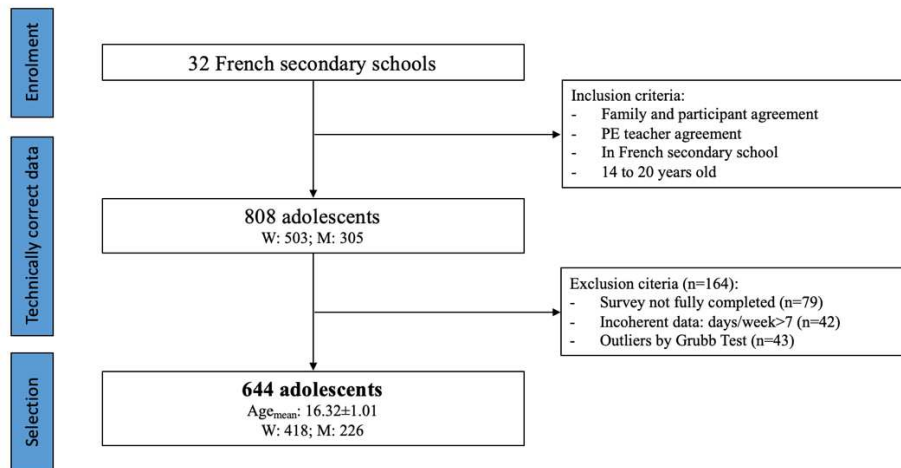 Enrolment
32 French secondary schools
Inclusion criteria:
- Family and participant agreement
- PE teacher agreement
- In French secondary school
- 14 to 20 years old
Technically correct data
808 adolescents
W: 503; M: 305
Exclusion citeria (n=164):
- Survey not fully completed (n=79)
- Incoherent data: days/week>7 (n=42)
- Outliers by Grubb Test (n=43)
Selection
644 adolescents
Agemean: 16.32±1.01
W: 418; M: 226